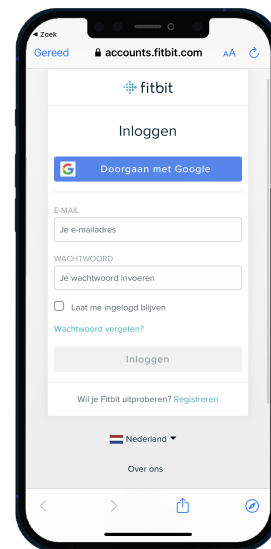 Zoek
Gereed
accounts.fitbit.com
AA
fitbit
Inloggen
Doorgaan met Google
E-MAIL
Je e-mailadres
WACHTWOORD
Je wachtwoord invoeren
Laat me ingelogd blijven
Wachtwoord vergeten?
Inloggen
Wil je Fitbit uitproberen? Registreren
Nederland
Over ons